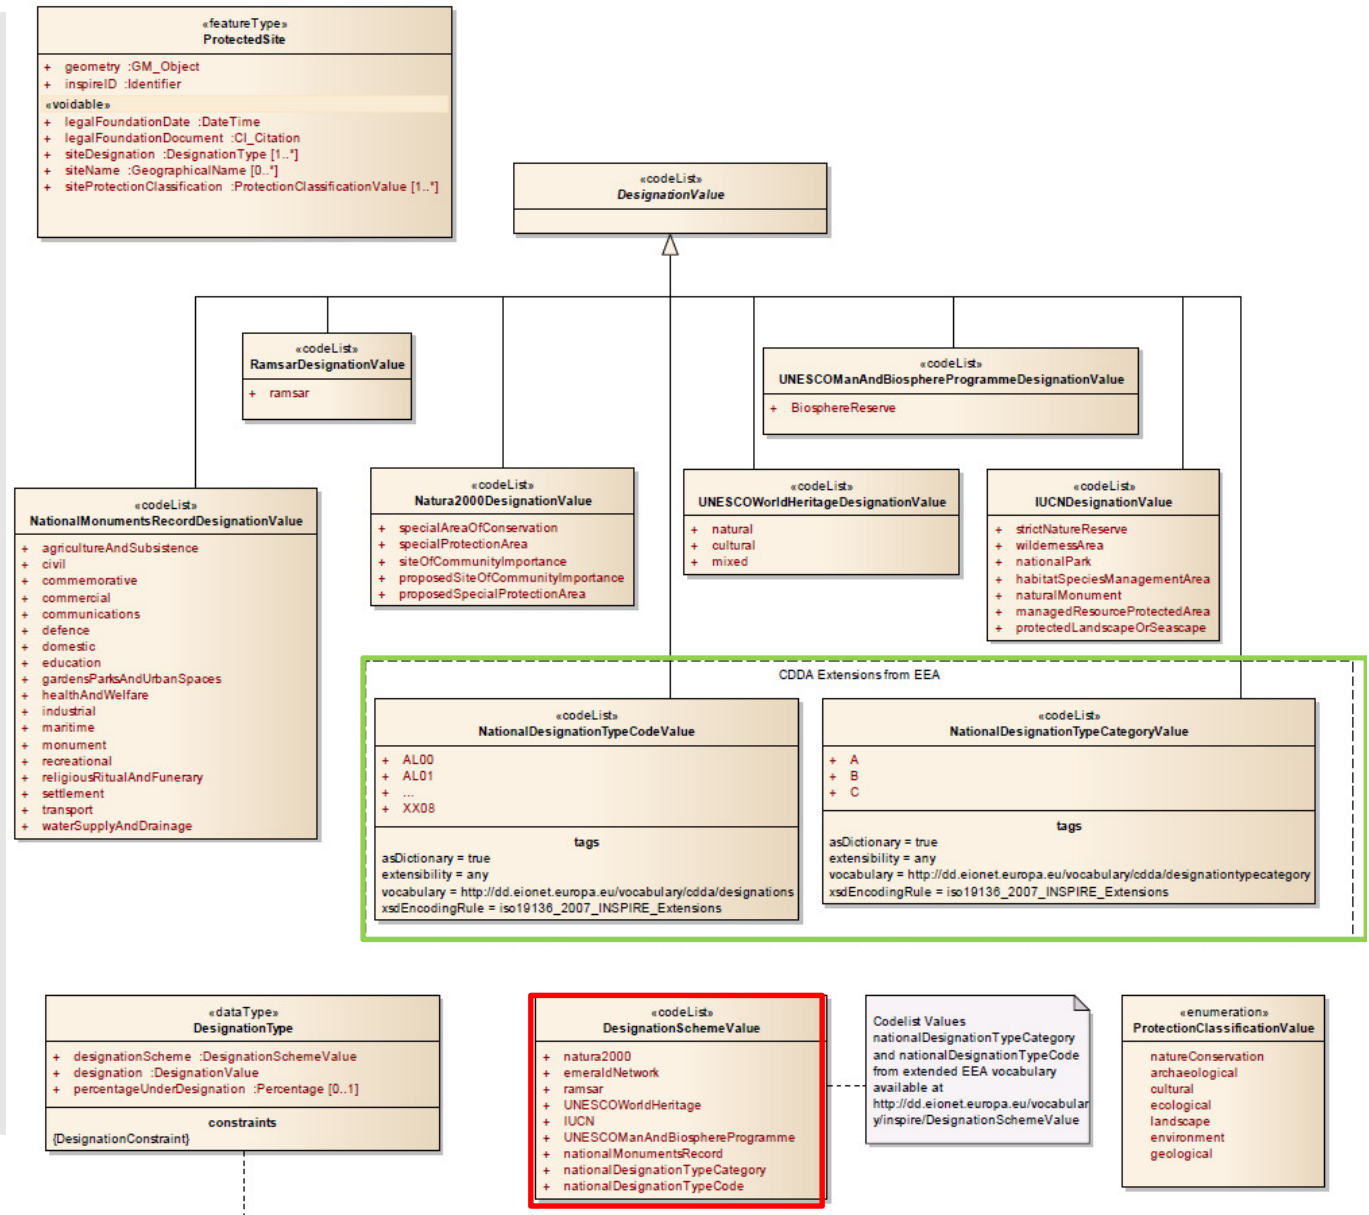 «featureType»
ProtectedSite
+ geometry :GM_Object
+ inspireID :Identifier
«voidable»
+ legalFoundationDate :DateTime
+ legalFoundationDocument :CI_Citation
+ siteDesignation :DesignationType [1..*]
+ siteName :GeographicalName [0..*]
+ siteProtectionClassification :ProtectionClassificationValue [1..*]
«codeList»
DesignationValue
«codeList»
RamsarDesignationValue
+ ramsar
«codeList»
UNESCOManAndBiosphereProgrammeDesignationValue
+ BiosphereReserve
«codeList»
NationalMonumentsRecordDesignationValue
+ agricultureAndSubsistence
+ civil
+ commemorative
+ commercial
+ communications
+ defence
+ domestic
+ education
+ gardensParksAndUrbanSpaces
+ healthAndWelfare
+ industrial
+ maritime
+ monument
+ recreational
+ religiousRitualAndFunerary
+ settlement
+ transport
+ waterSupplyAndDrainage
«codeList»
Natura2000DesignationValue
+ specialAreaOfConservation
+ specialProtectionArea
+ siteOfCommunityImportance
+ proposedSiteOfCommunityImportance
+ proposedSpecialProtectionArea
«codeList»
UNESCOWorldHeritageDesignationValue
+ natural
+ cultural
+ mixed
«codeList»
IUCNDesignationValue
+ strictNatureReserve
+ wildernessArea
+ nationalPark
+ habitatSpeciesManagementArea
+ naturalMonument
+ managedResourceProtectedArea
+ protectedLandscapeOrSeascape
CDDA Extensions from EEA
«codeList»
NationalDesignationTypeCodeValue
+ AL00
+ AL01
+ ...
+ XX08
tags
asDictionary = true
extensibility = any
vocabulary = http://dd.eionet.europa.eu/vocabulary/cdda/designations
xsdEncodingRule = iso19136_2007_INSPIRE_Extensions
«codeList»
NationalDesignationTypeCategoryValue
+ A
+ B
+ C
tags
asDictionary = true
extensibility = any
vocabulary = http://dd.eionet.europa.eu/vocabulary/cdda/designationtypecategory
xsdEncodingRule = iso19136_2007_INSPIRE_Extensions
«dataType»
DesignationType
+ designationScheme :DesignationSchemeValue
+ designation :DesignationValue
+ percentageUnderDesignation :Percentage [0..1]
constraints
{DesignationConstraint}
«codeList»
DesignationSchemeValue
+ natura2000
+ emeraldNetwork
+ ramsar
+ UNESCOWorldHeritage
+ IUCN
+ UNESCOManAndBiosphereProgramme
+ nationalMonumentsRecord
+ nationalDesignationTypeCategory
+ nationalDesignationTypeCode
Codelist Values
nationalDesignationTypeCategory
and nationalDesignationTypeCode
from extended EEA vocabulary
available at
http://dd.eionet.europa.eu/vocabular
y/inspire/DesignationSchemeValue
«enumeration»
ProtectionClassificationValue
natureConservation
archaeological
cultural
ecological
landscape
environment
geological